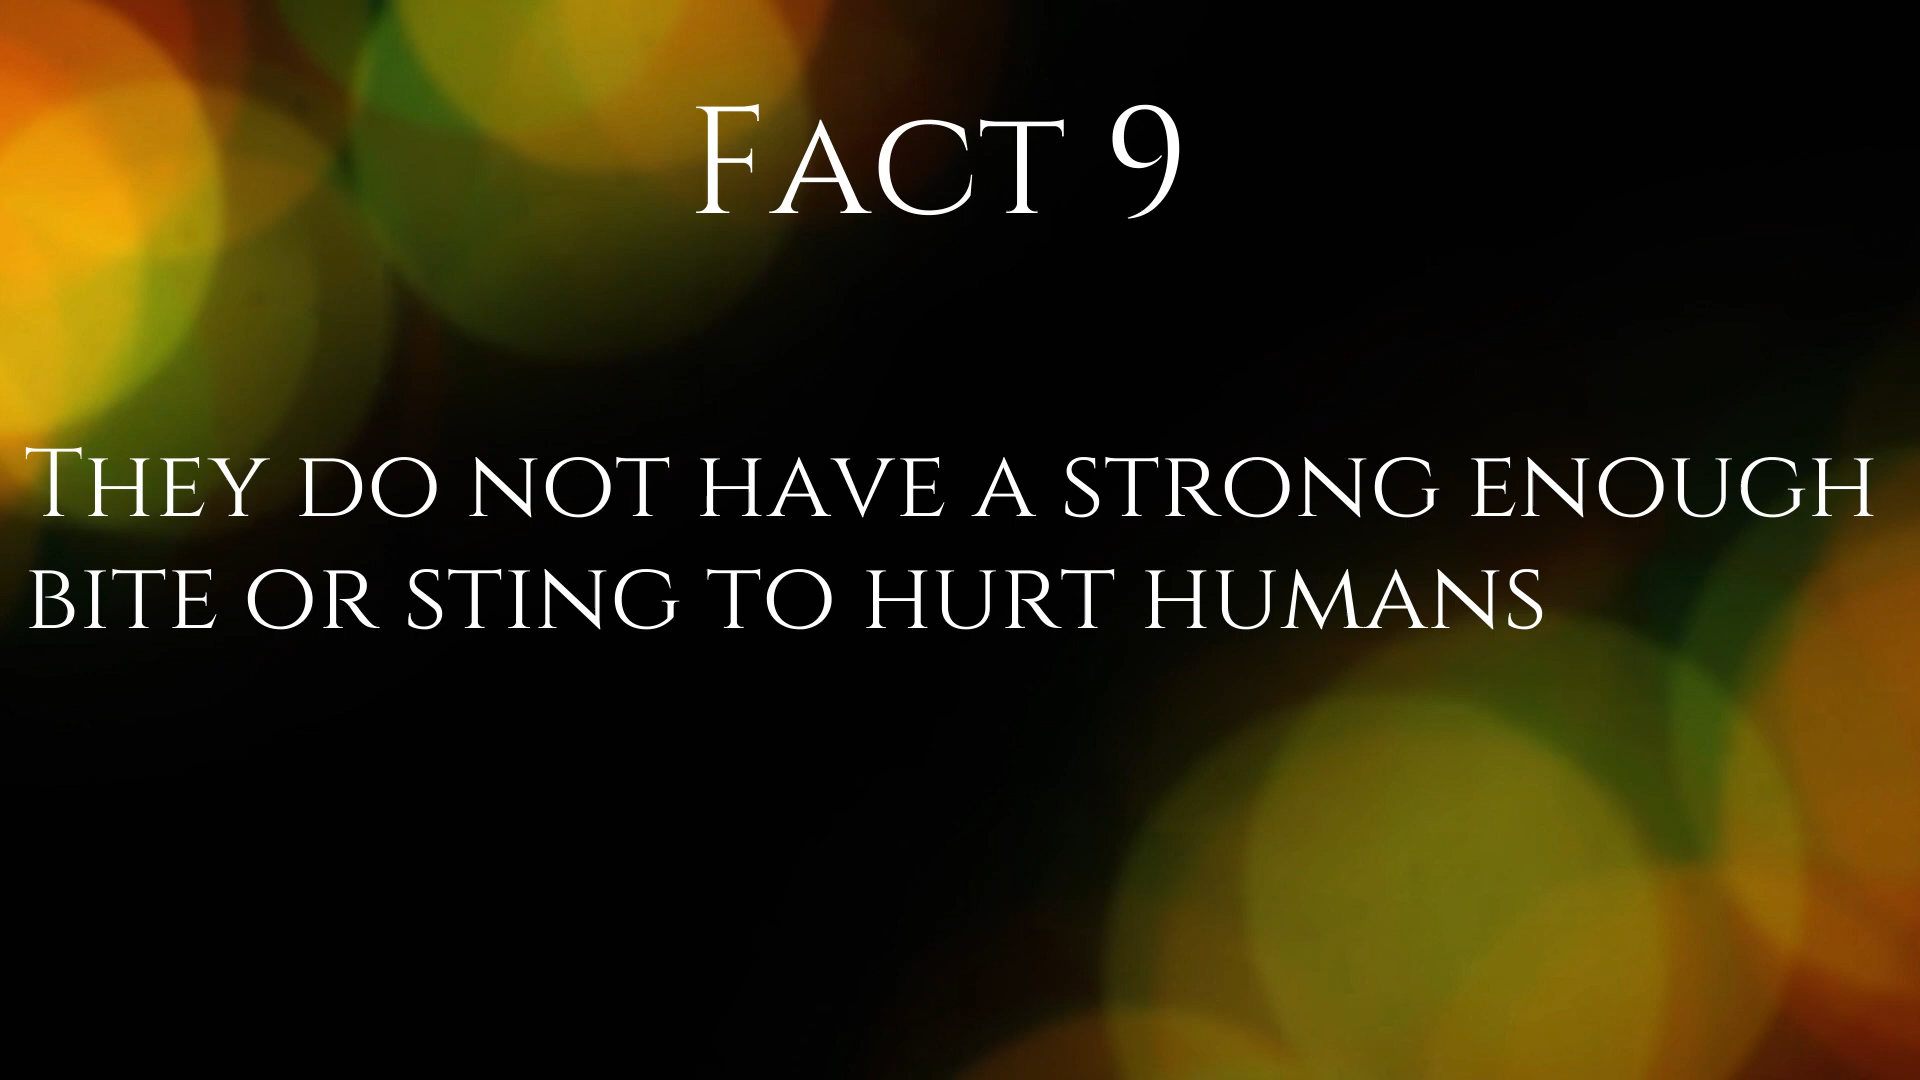 Fact 9
They do not have a strong enough
bite or sting to hurt humans